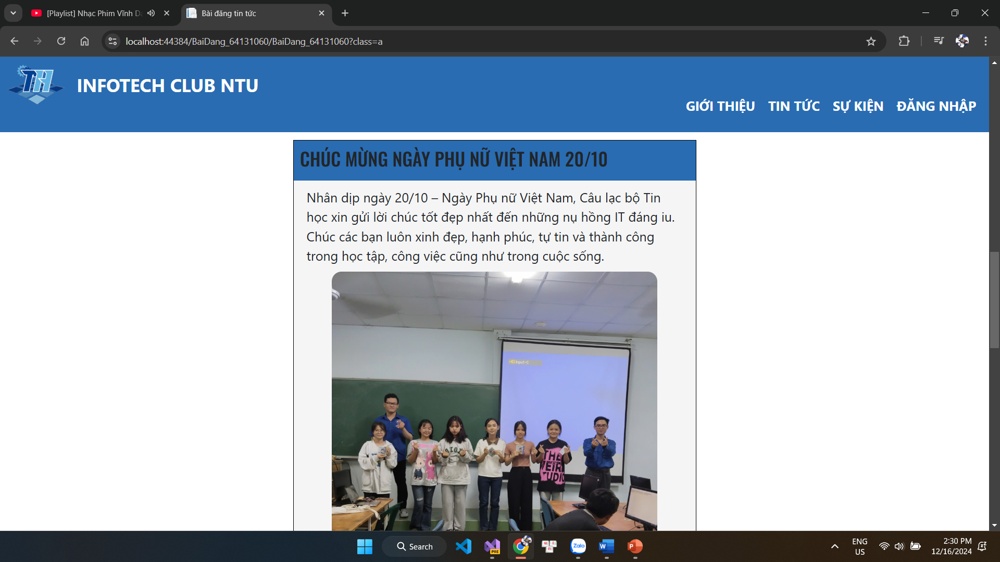 [Playlist] Nhạc Phim Vĩnh Dạ
Bài đăng tin tức
localhost:44384/BaiDang_64131060/BaiDang_64131060?class=a
TH
INFOTECH CLUB NTU
GIỚI THIỆU TIN TỨC SỰ KIỆN ĐĂNG NHẬP
CHÚC MỪNG NGÀY PHỤ NỮ VIỆT NAM 20/10
Nhân dịp ngày 20/10 – Ngày Phụ nữ Việt Nam, Câu lạc bộ Tin
học xin gửi lời chúc tốt đẹp nhất đến những nụ hồng IT đáng iu.
Chúc các bạn luôn xinh đẹp, hạnh phúc, tự tin và thành công
trong học tập, công việc cũng như trong cuộc sống.
Input-C
THE
WEIRD
STUDIO
Search
PRE
uni
Zalo
W
P
ENG
US
2:30 PM
12/16/2024